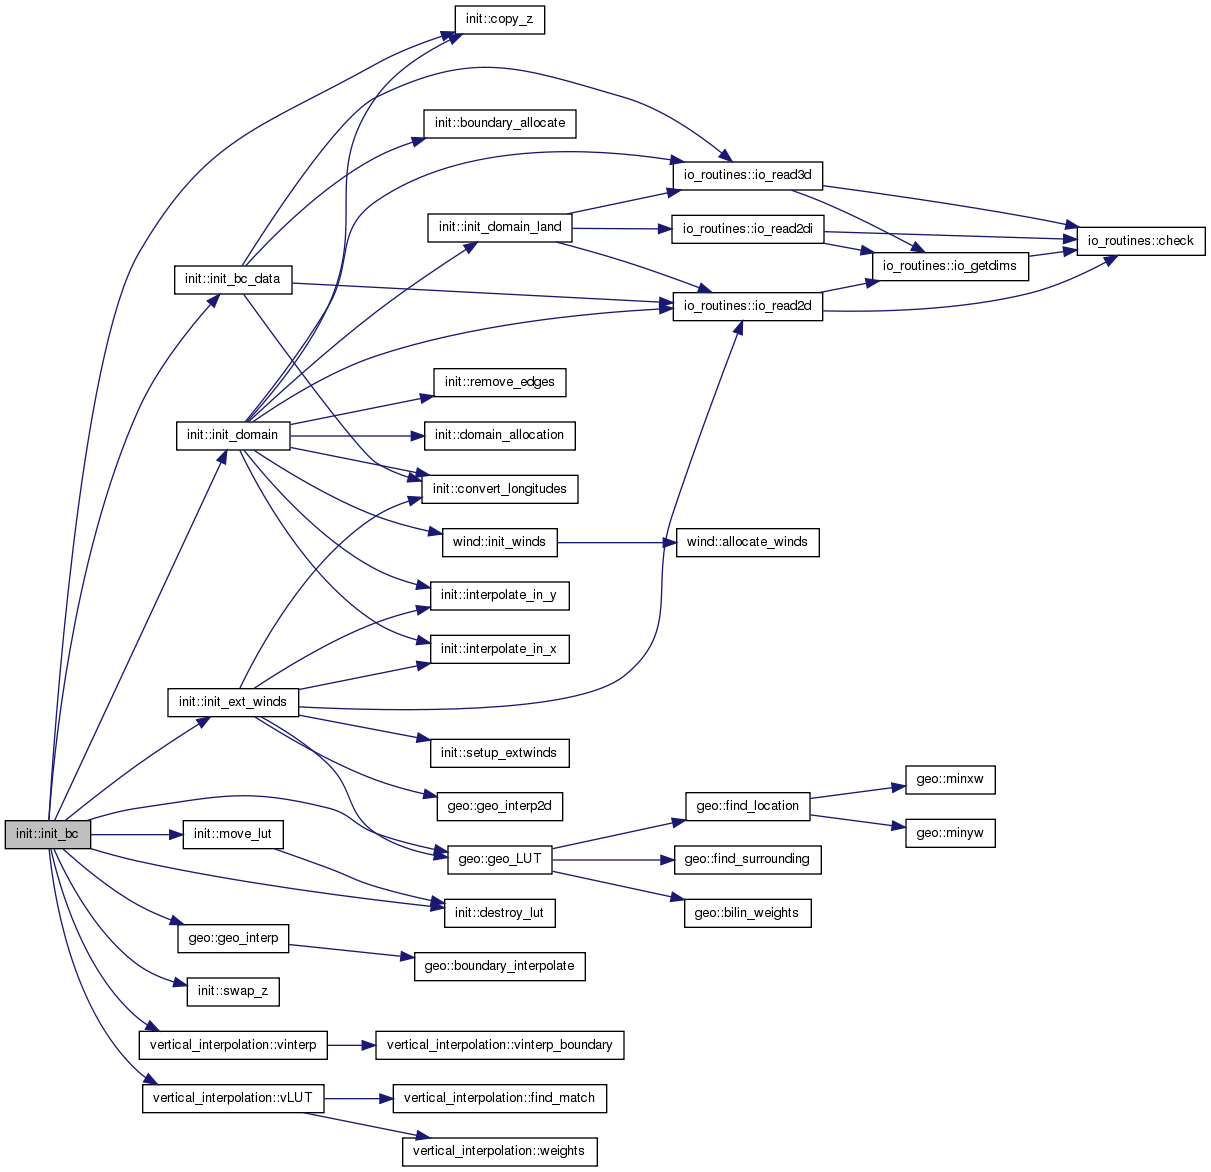 init::copy_z
init::boundary_allocate
io_routines::io_read3d
init::init_domain_land
io_routines::io_read2di
io_routines::check
io_routines::io_getdims
init::init_bc_data
io_routines::io_read2d
init::remove_edges
init::init_domain
init::domain_allocation
init::convert_longitudes
wind::init_winds
wind::allocate_winds
init::interpolate_in_y
init::interpolate_in_x
init::init_ext_winds
init::setup_extwinds
geo::minxw
geo::geo_interp2d
geo::find_location
init::init_bc
init::move_lut
geo::minyw
geo::geo_LUT
geo::find_surrounding
init::destroy_lut
geo::bilin_weights
geo::geo_interp
geo::boundary_interpolate
init::swap_z
vertical_interpolation::vinterp
vertical_interpolation::vinterp_boundary
vertical_interpolation::vLUT
vertical_interpolation::find_match
vertical_interpolation::weights